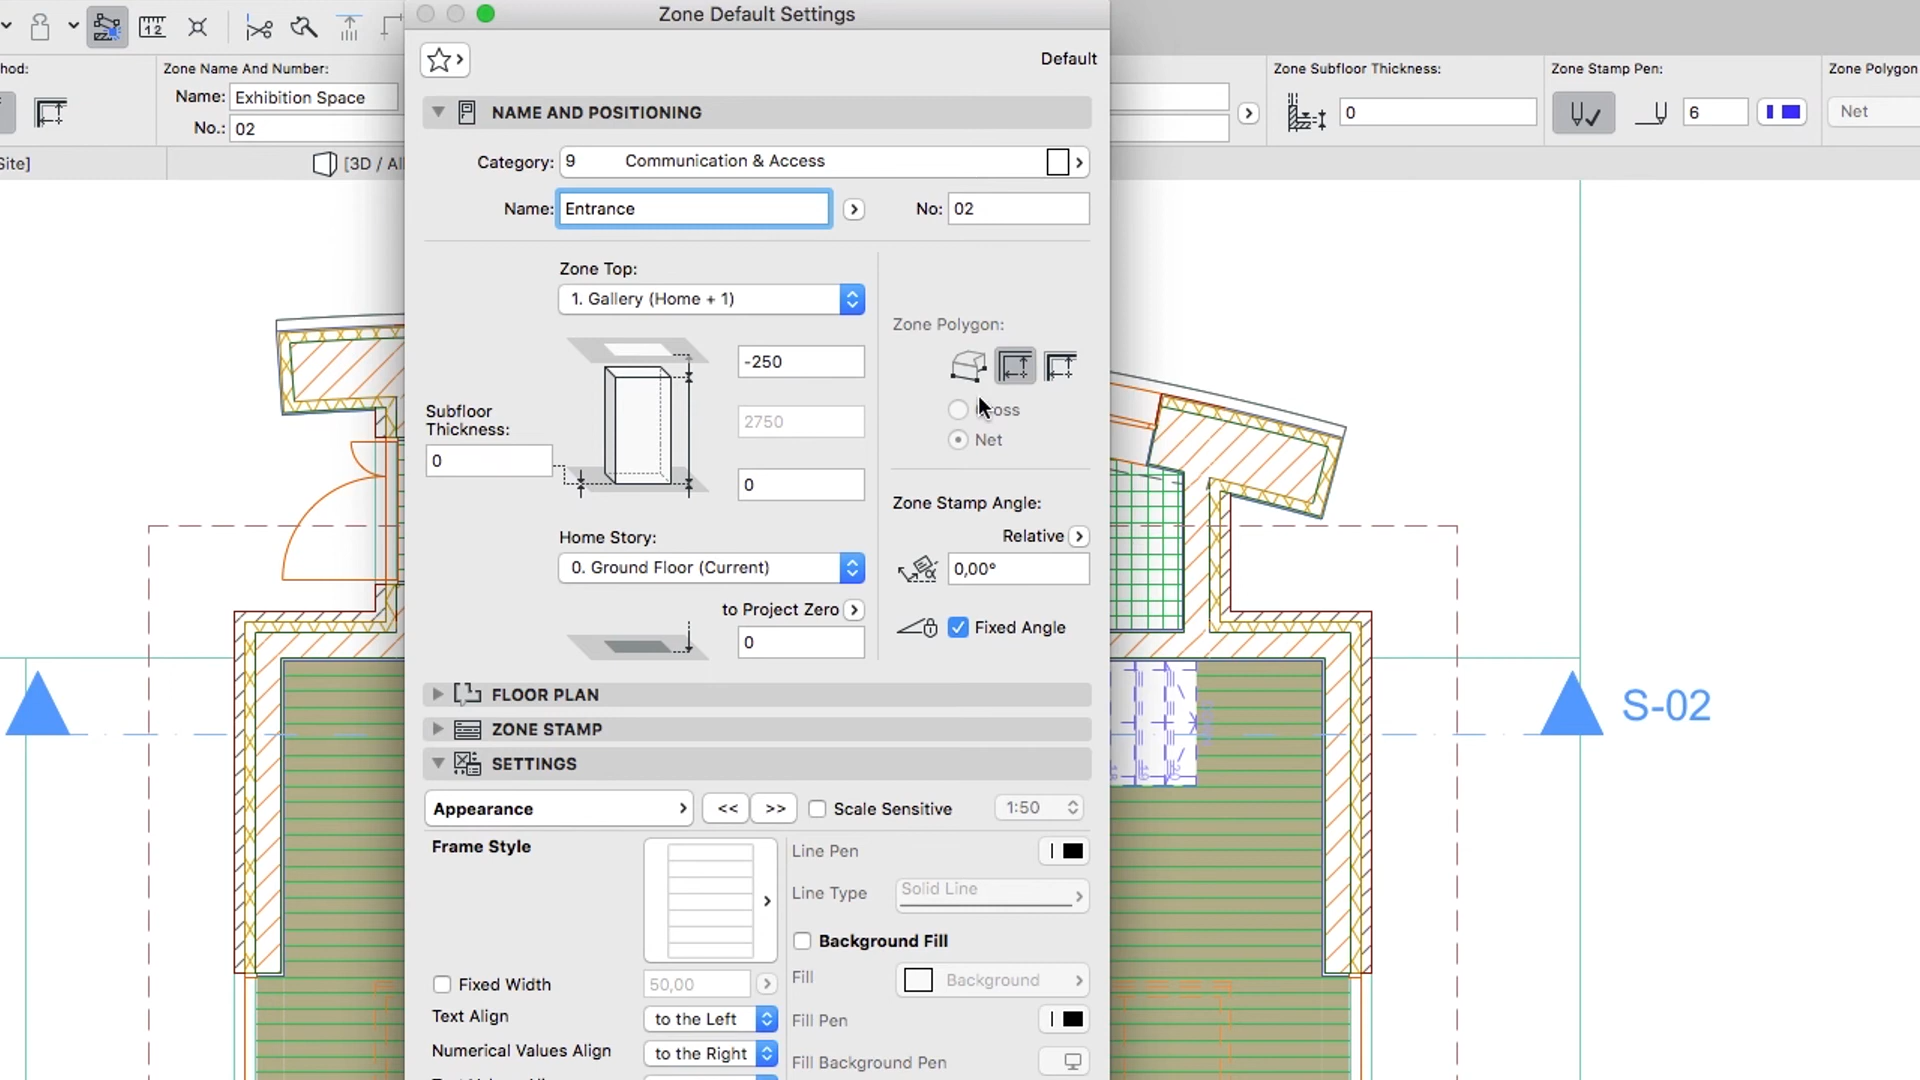 Zone Default Settings
Default
hod:
Zone Name And Number:
Name: Exhibition Space
No.: 02
Zone Subfloor Thickness:
0
Zone Stamp Pen:
6
Zone Polygon
Net
Site]
[3D / All
NAME AND POSITIONING
Category: 9 Communication & Access
Name: Entrance
No: 02
Zone Top:
1. Gallery (Home + 1)
-250
2750
Subfloor
Thickness:
0
0
Home Story:
0. Ground Floor (Current)
to Project Zero
0
Zone Polygon:
Net
Zone Stamp Angle:
Relative
0,00°
Fixed Angle
FLOOR PLAN
ZONE STAMP
SETTINGS
Appearance
<<
>>
Scale Sensitive
1:50
Frame Style
Line Pen
Line Type
Solid Line
Background Fill
Fill
Background
Fixed Width
50,00
Text Align
to the Left
Fill Pen
Numerical Values Align
to the Right
Fill Background Pen
S-02
12